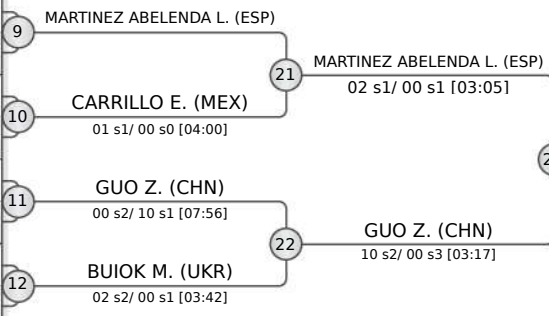 9
MARTINEZ ABELENDA L. (ESP)
21
MARTINEZ ABELENDA L. (ESP)
02 s1/ 00 s1 [03:05]
10
CARRILLO E. (MEX)
01 s1/ 00 s0 [04:00]
11
GUO Z. (CHN)
00 s2/ 10 s1 [07:56]
22
GUO Z. (CHN)
10 s2/ 00 s3 [03:17]
12
BUIOK M. (UKR)
02 s2/ 00 s1 [03:42]